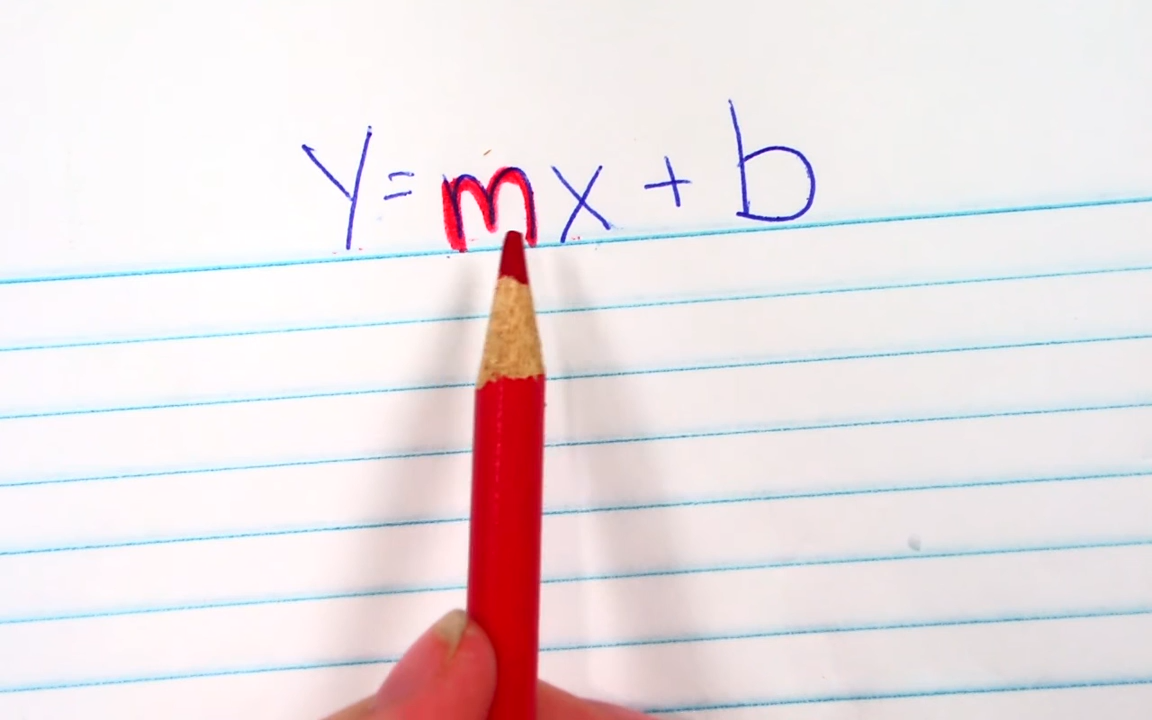 y = mx + b